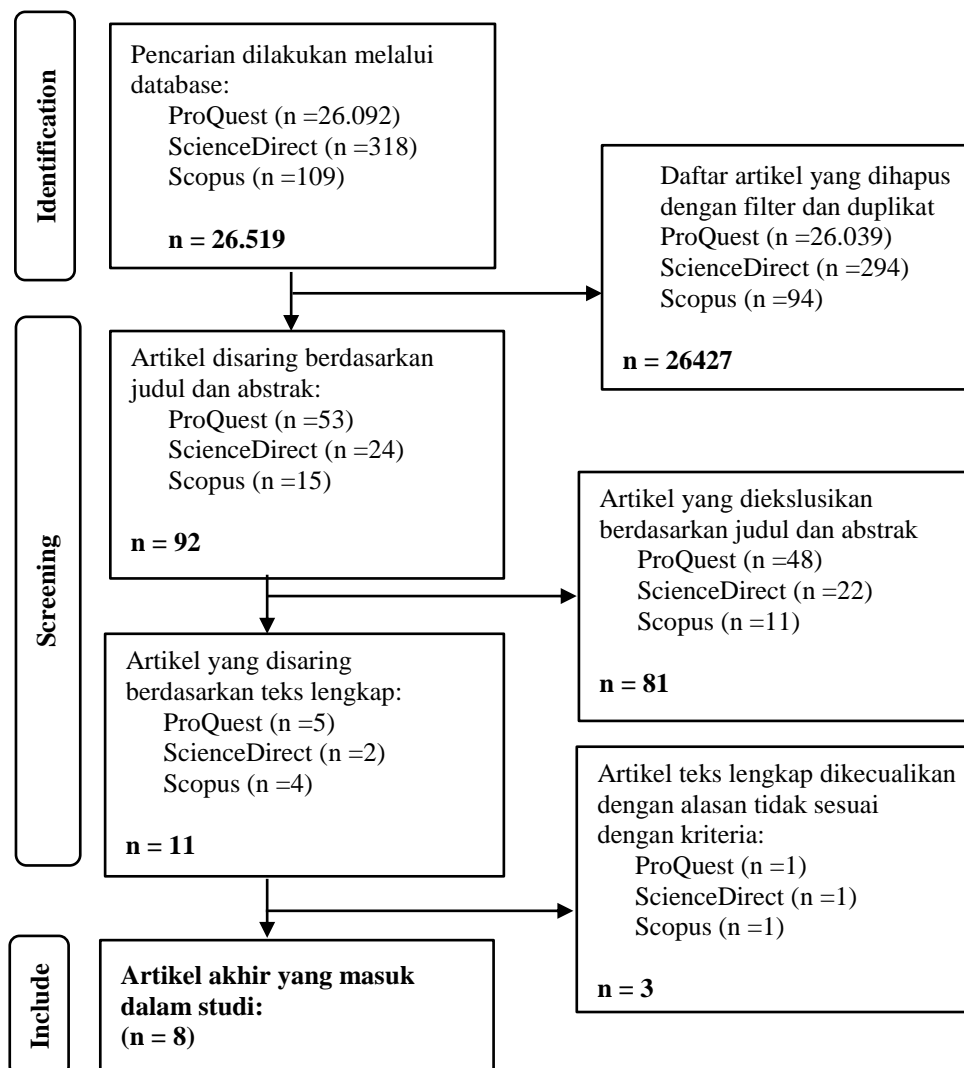 Identification
Pencarian dilakukan melalui
database:
ProQuest (n =26.092)
ScienceDirect (n =318)
Scopus (n =109)
n = 26.519
Daftar artikel yang dihapus
dengan filter dan duplikat
ProQuest (n =26.039)
ScienceDirect (n =294)
Scopus (n =94)
n = 26427
Screening
Artikel disaring berdasarkan
judul dan abstrak:
ProQuest (n =53)
ScienceDirect (n =24)
Scopus (n =15)
n = 92
Artikel yang diekslusikan
berdasarkan judul dan abstrak
ProQuest (n =48)
ScienceDirect (n =22)
Scopus (n =11)
n = 81
Artikel yang disaring
berdasarkan teks lengkap:
ProQuest (n =5)
ScienceDirect (n =2)
Scopus (n =4)
n = 11
Artikel teks lengkap dikecualikan
dengan alasan tidak sesuai
dengan kriteria:
ProQuest (n =1)
ScienceDirect (n =1)
Scopus (n =1)
n = 3
Include
Artikel akhir yang masuk
dalam studi:
(n = 8)